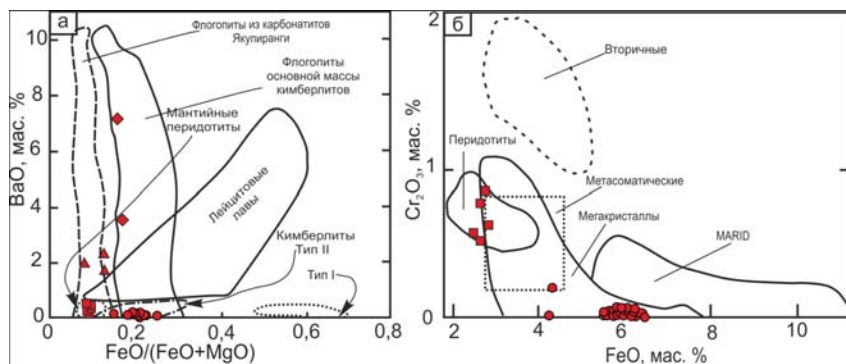 а
BaO, мас. %
10
8
6
4
2
0
0
0,2
0,4
0,6
0,8
FeO/(FeO+MgO)
Флогопиты из карбонатитов
Якупиранги
Флогопиты
основной массы
кимберлитов
Мантийные
перидотиты
Лейцитовые
лавы
Кимберлиты
Тип II
Тип I
б
Cr₂O₃, мас. %
2
1
0
2
4
6
8
10
FeO, мас. %
Вторичные
Перидотиты
Метасоматические
Мегакристаллы
MARID